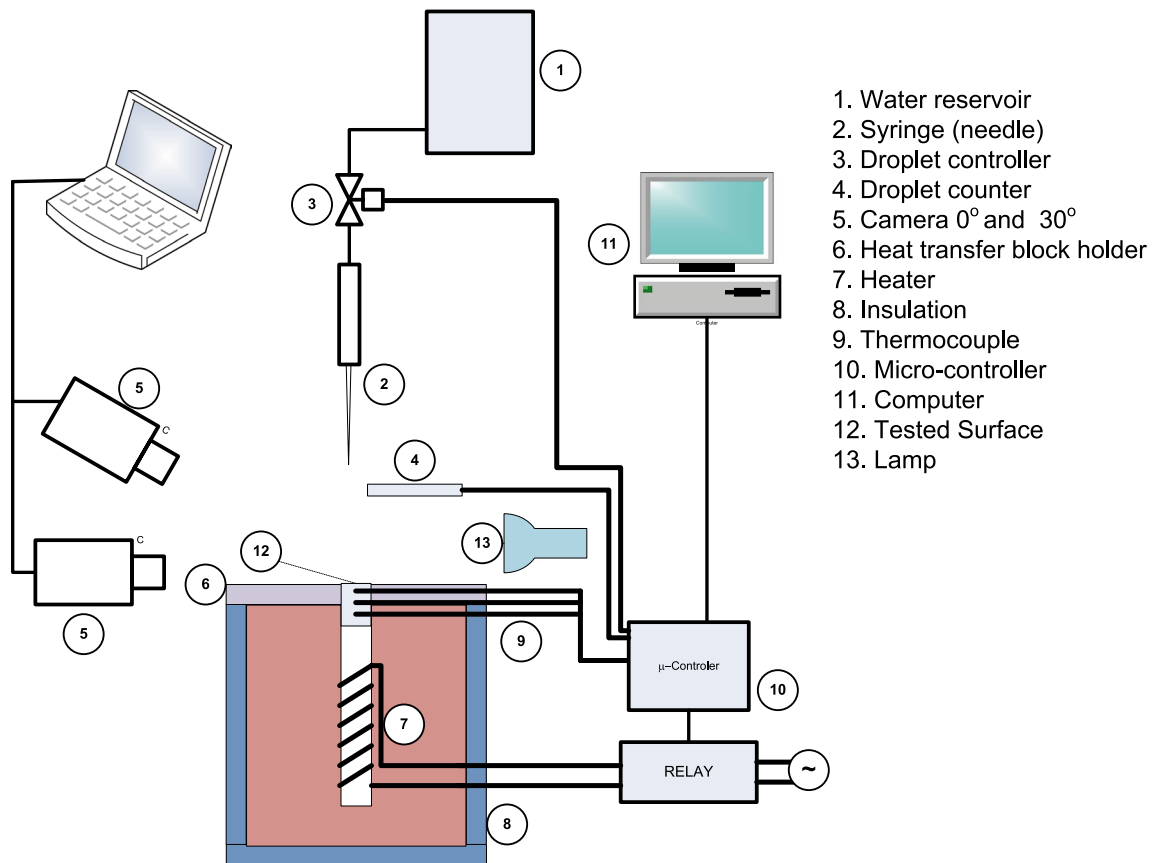 1
1. Water reservoir
2. Syringe (needle)
3. Droplet controller
4. Droplet counter
5. Camera 0° and 30°
6. Heat transfer block holder
7. Heater
8. Insulation
9. Thermocouple
10. Micro-controller
11. Computer
12. Tested Surface
13. Lamp
3
11
Computer
2
5
C
4
13
12
C
6
5
9
μ–Controler
10
7
RELAY
~
8